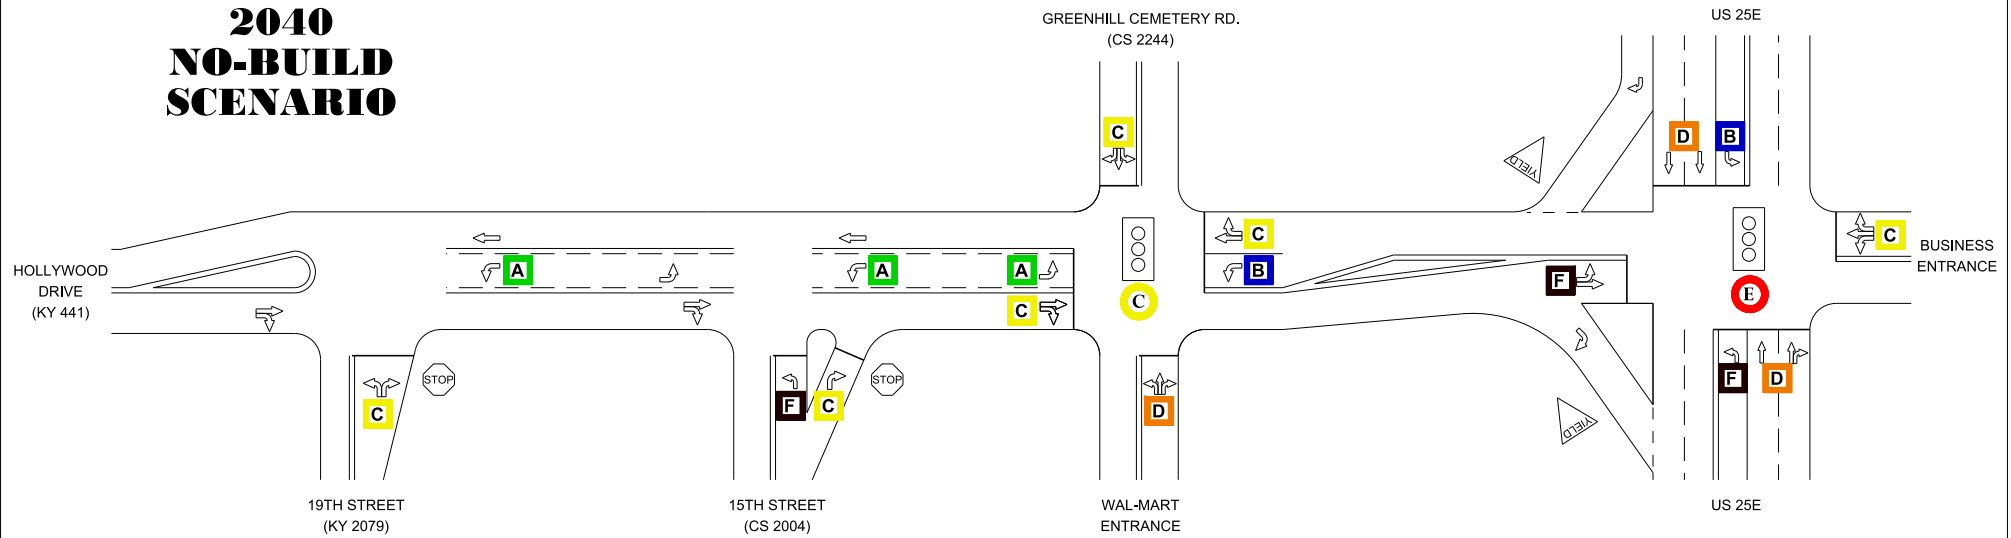 2040
NO-BUILD
SCENARIO
GREENHILL CEMETERY RD.
(CS 2244)
US 25E
C
D
B
YIELD
C
C
BUSINESS
ENTRANCE
HOLLYWOOD
DRIVE
(KY 441)
A
A
A
B
F
C
C
E
STOP
STOP
C
F
C
D
F
D
YIELD
19TH STREET
(KY 2079)
15TH STREET
(CS 2004)
WAL-MART
ENTRANCE
US 25E